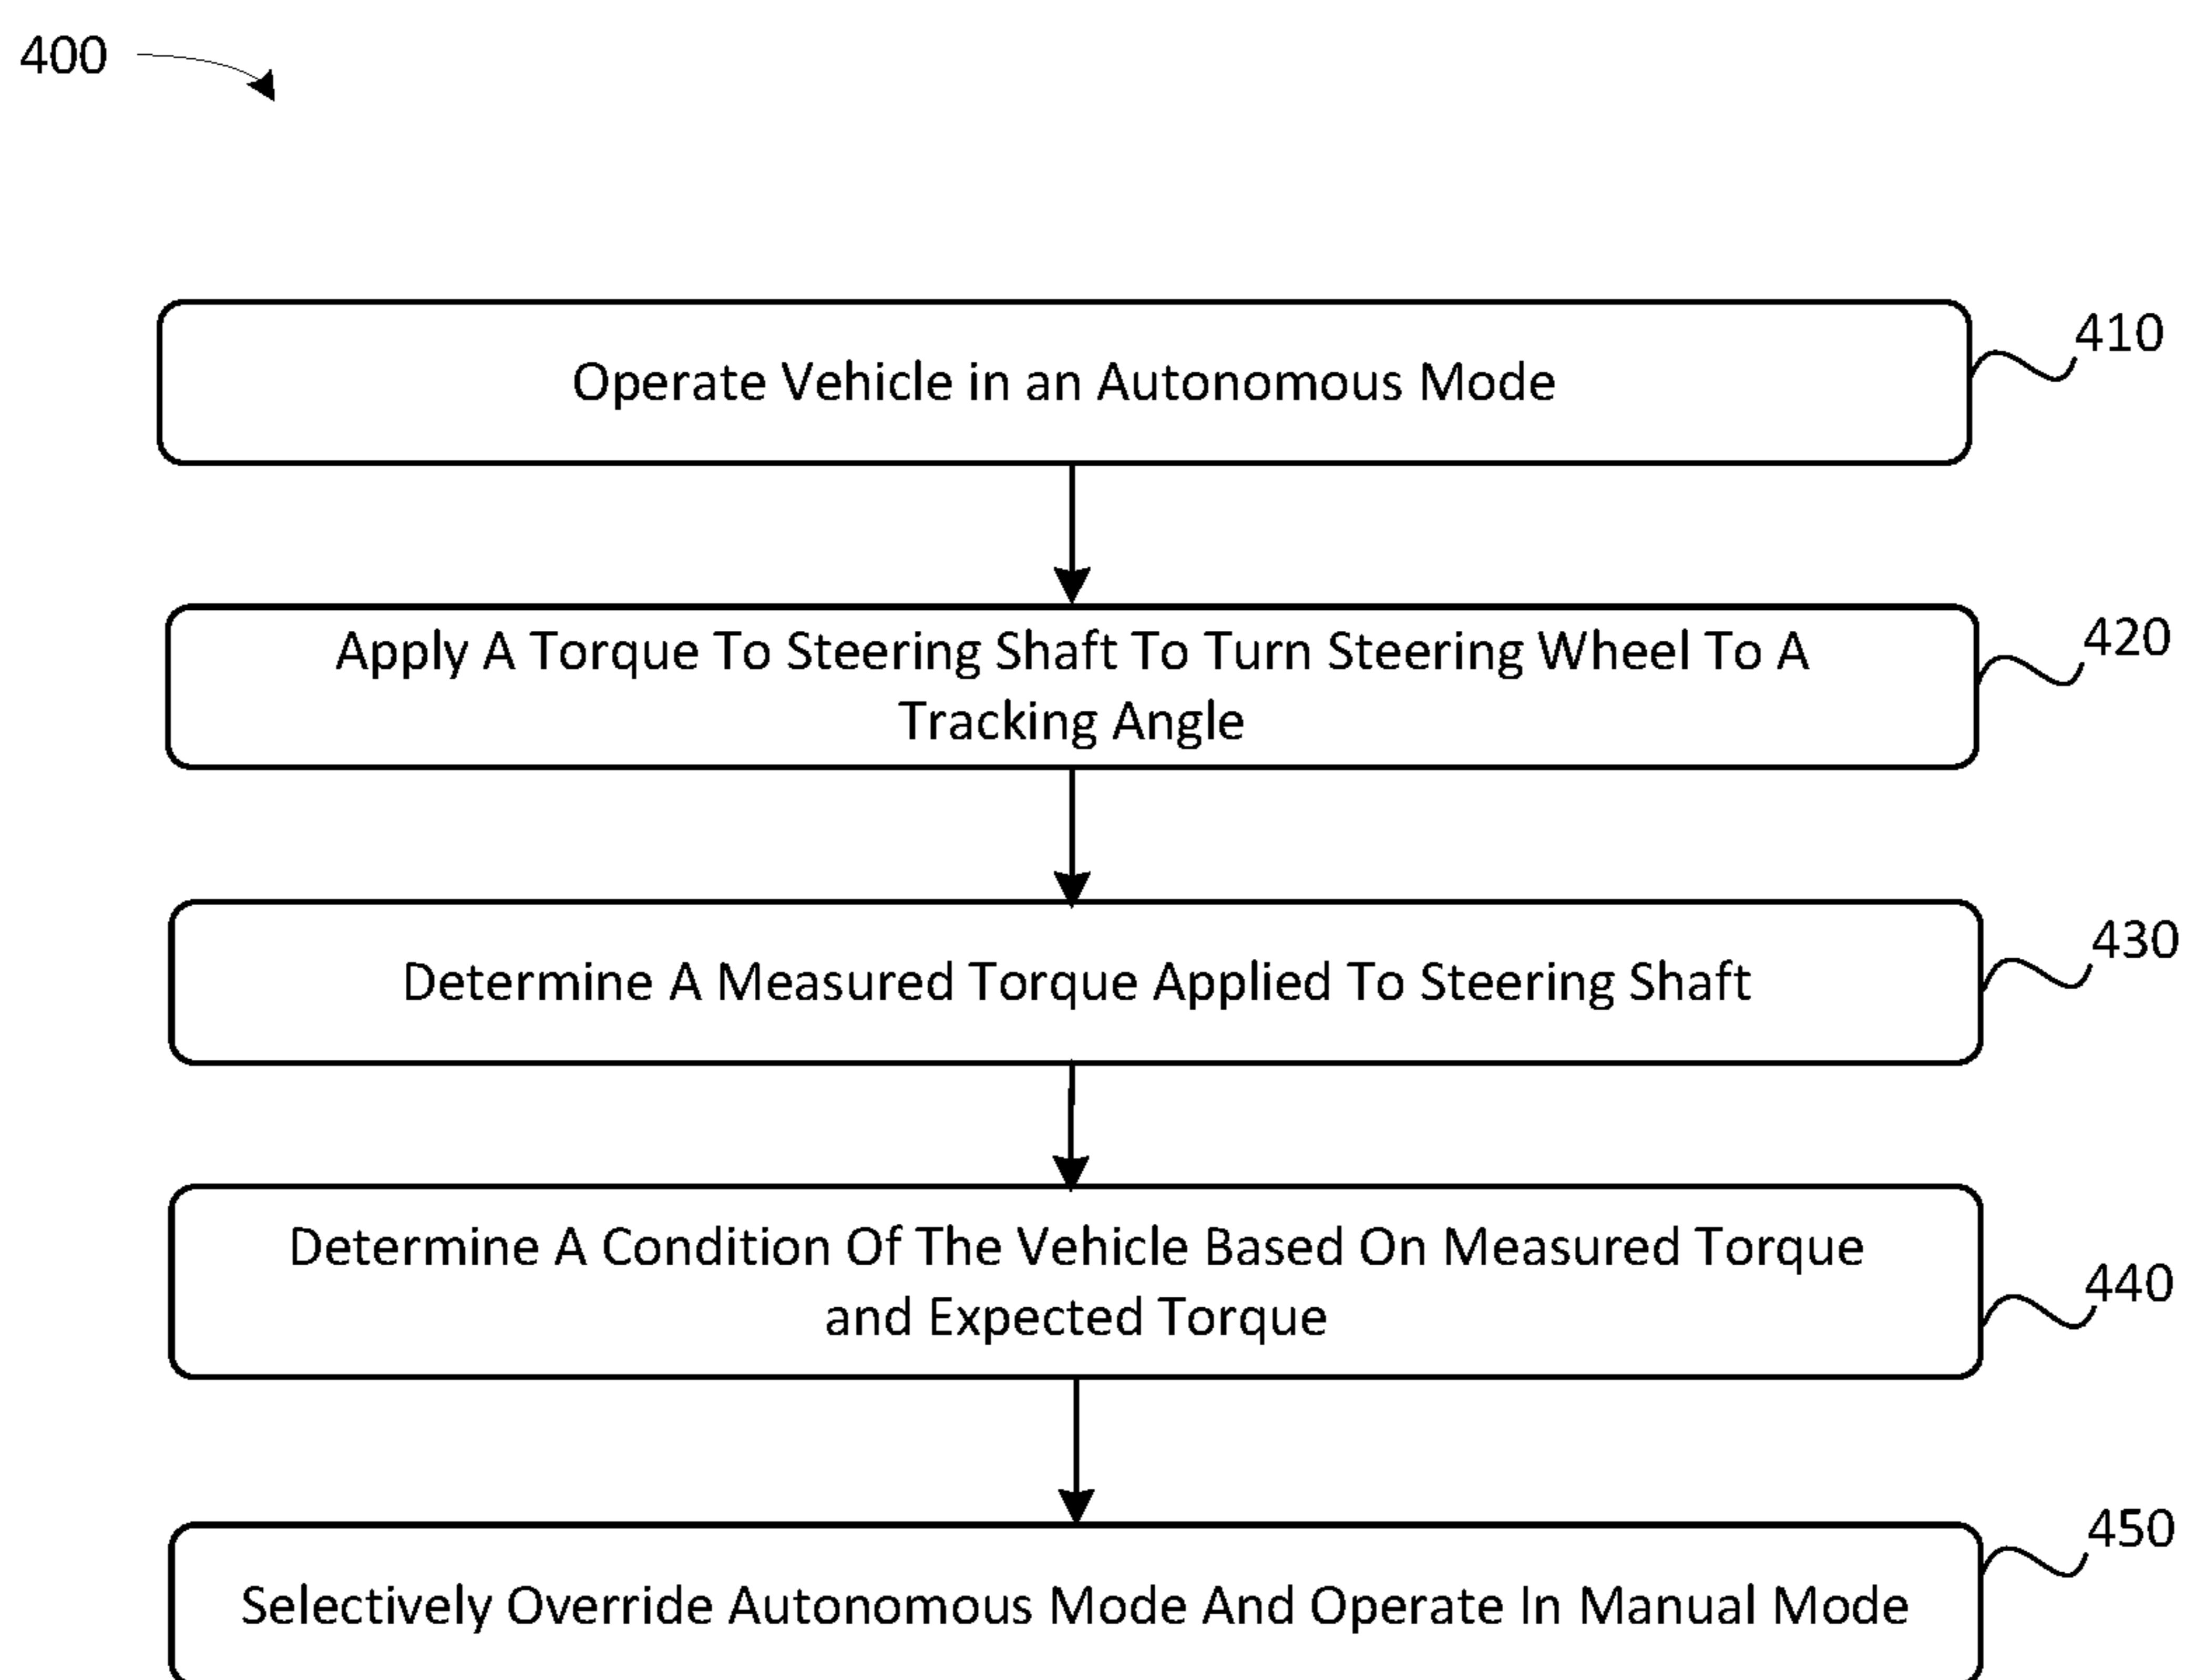 400
Operate Vehicle in an Autonomous Mode
410
Apply A Torque To Steering Shaft To Turn Steering Wheel To A
Tracking Angle
420
Determine A Measured Torque Applied To Steering Shaft
430
Determine A Condition Of The Vehicle Based On Measured Torque
and Expected Torque
440
Selectively Override Autonomous Mode And Operate In Manual Mode
450